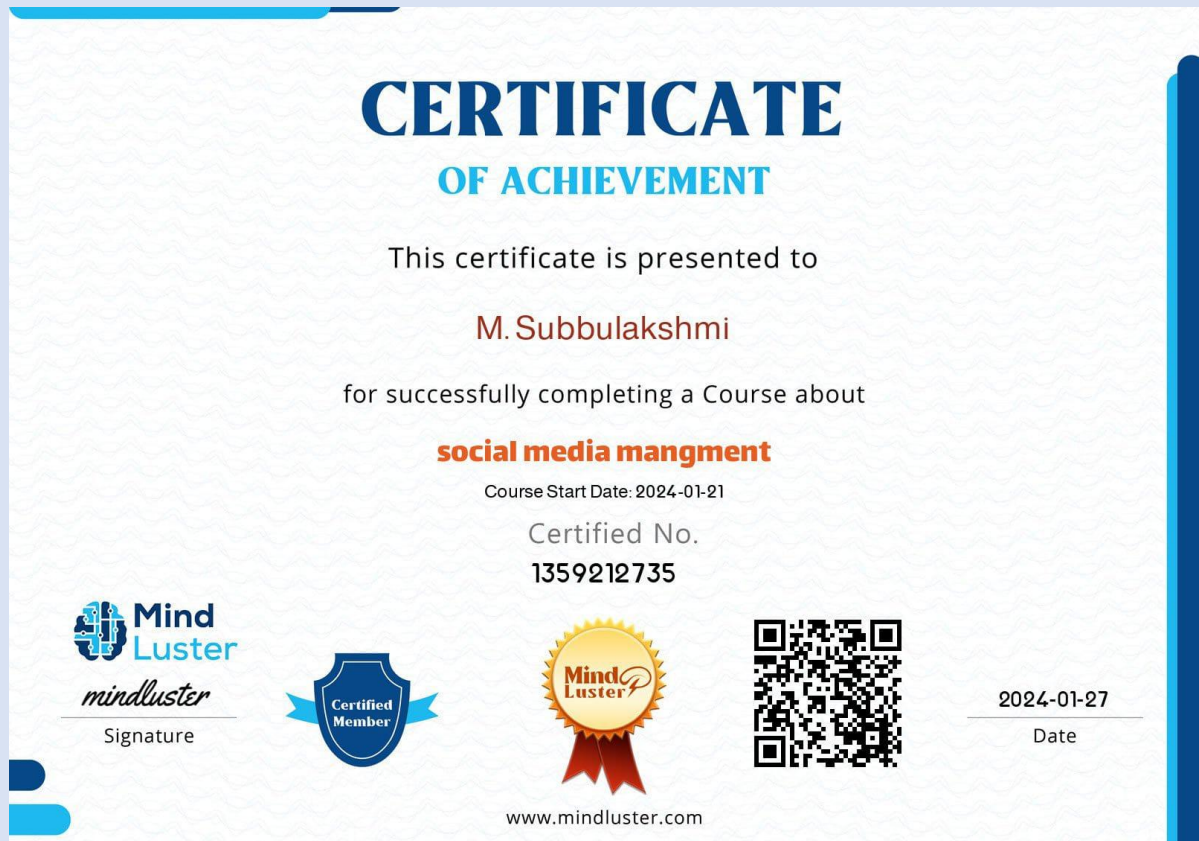 CERTIFICATE
OF ACHIEVEMENT
This certificate is presented to
M. Subbulakshmi
for successfully completing a Course about
social media mangment
Course Start Date: 2024-01-21
Certified No.
1359212735
Mind
Luster
mindluster
Signature
Certified
Member
Mind
Luster
2024-01-27
Date
www.mindluster.com